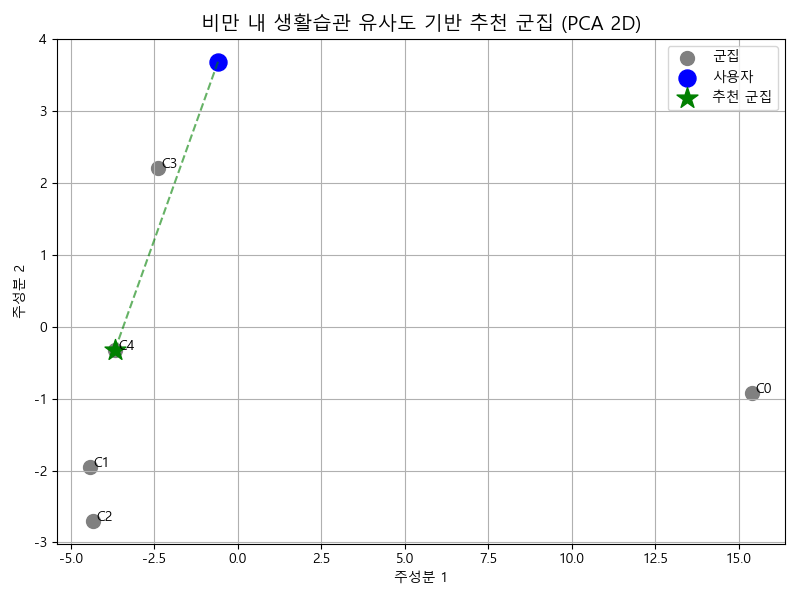 비만 내 생활습관 유사도 기반 추천 군집 (PCA 2D)
군집
사용자
추천 군집
4
3
2
1
0
-1
-2
-3
주성분 2
C3
C4
C0
C1
C2
-5.0 -2.5 0.0 2.5 5.0 7.5 10.0 12.5 15.0
주성분 1